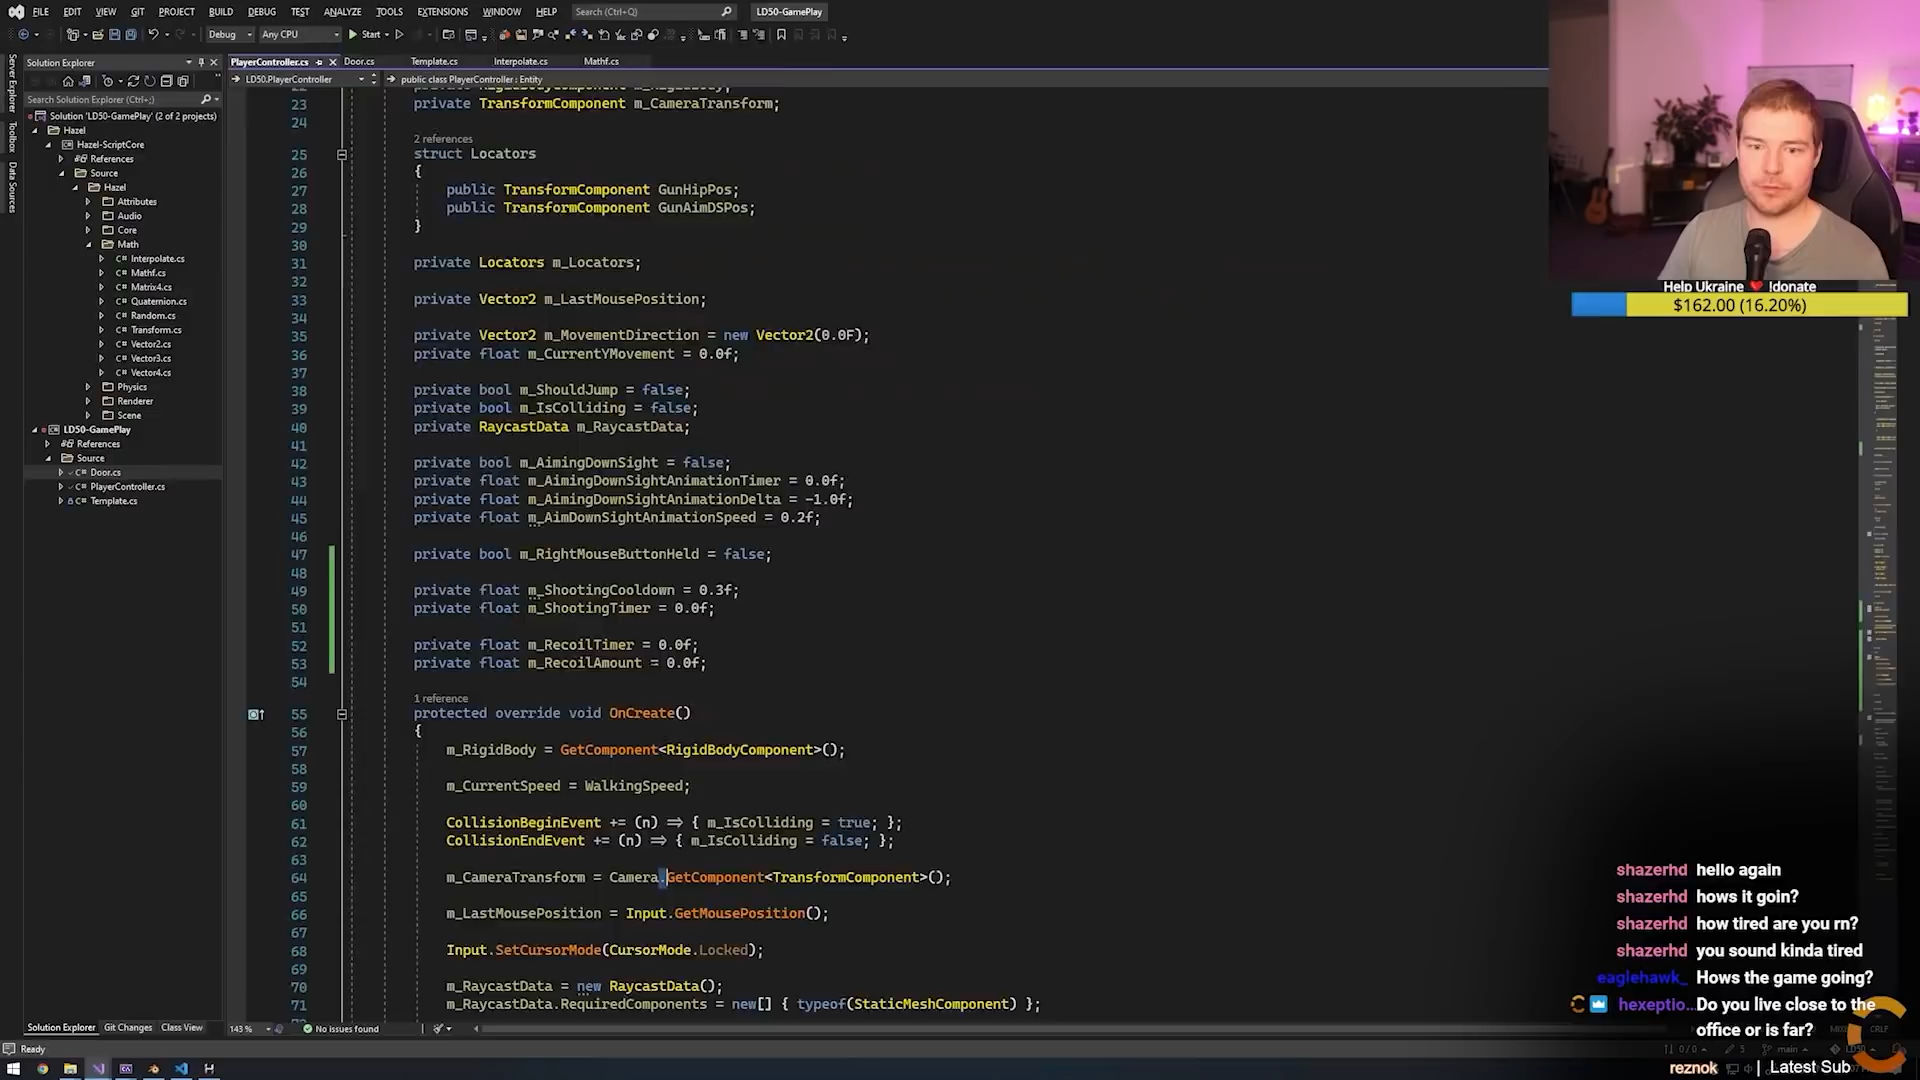 FILE EDIT VIEW GIT PROJECT BUILD DEBUG TEST ANALYZE TOOLS EXTENSIONS WINDOW HELP Search (Ctrl+Q) LD50-GamePlay
Debug Any CPU Start
Server Explorer
Toolbox
Data Sources
Solution Explorer
Search Solution Explorer (Ctrl+;)
Solution 'LD50-GamePlay' (2 of 2 projects)
Hazel
Hazel-ScriptCore
References
Source
Hazel
Attributes
Audio
Core
Math
C# Interpolate.cs
C# Mathf.cs
C# Matrix4.cs
C# Quaternion.cs
C# Random.cs
C# Transform.cs
C# Vector2.cs
C# Vector3.cs
C# Vector4.cs
Physics
Renderer
Scene
LD50-GamePlay
References
Source
C# Door.cs
C# PlayerController.cs
C# Template.cs
Solution Explorer Git Changes Class View
PlayerController.cs Door.cs Template.cs Interpolate.cs Mathf.cs
LD50.PlayerController public class PlayerController : Entity
23 private TransformComponent m_CameraTransform;
24
2 references
25 struct Locators
26 {
27 public TransformComponent GunHipPos;
28 public TransformComponent GunAimDSPos;
29 }
30
31 private Locators m_Locators;
32
33 private Vector2 m_LastMousePosition;
34
35 private Vector2 m_MovementDirection = new Vector2(0.0F);
36 private float m_CurrentYMovement = 0.0f;
37
38 private bool m_ShouldJump = false;
39 private bool m_IsColliding = false;
40 private RaycastData m_RaycastData;
41
42 private bool m_AimingDownSight = false;
43 private float m_AimingDownSightAnimationTimer = 0.0f;
44 private float m_AimingDownSightAnimationDelta = -1.0f;
45 private float m_AimDownSightAnimationSpeed = 0.2f;
46
47 private bool m_RightMouseButtonHeld = false;
48
49 private float m_ShootingCooldown = 0.3f;
50 private float m_ShootingTimer = 0.0f;
51
52 private float m_RecoilTimer = 0.0f;
53 private float m_RecoilAmount = 0.0f;
54
1 reference
55 protected override void OnCreate()
56 {
57 m_RigidBody = GetComponent<RigidBodyComponent>();
58
59 m_CurrentSpeed = WalkingSpeed;
60
61 CollisionBeginEvent += (n) => { m_IsColliding = true; };
62 CollisionEndEvent += (n) => { m_IsColliding = false; };
63
64 m_CameraTransform = Camera.GetComponent<TransformComponent>();
65
66 m_LastMousePosition = Input.GetMousePosition();
67
68 Input.SetCursorMode(CursorMode.Locked);
69
70 m_RaycastData = new RaycastData();
71 m_RaycastData.RequiredComponents = new[] { typeof(StaticMeshComponent) };
143 % No issues found
Ready
Help Ukraine ❤ !donate
$162.00 (16.20%)
shazerhd hello again
shazerhd hows it goin?
shazerhd how tired are you rn?
shazerhd you sound kinda tired
eaglehawk_ Hows the game going?
hexeptio... Do you live close to the
office or is far?
CRLF
0 / 0 5 main LD50
reznok | Latest Sub